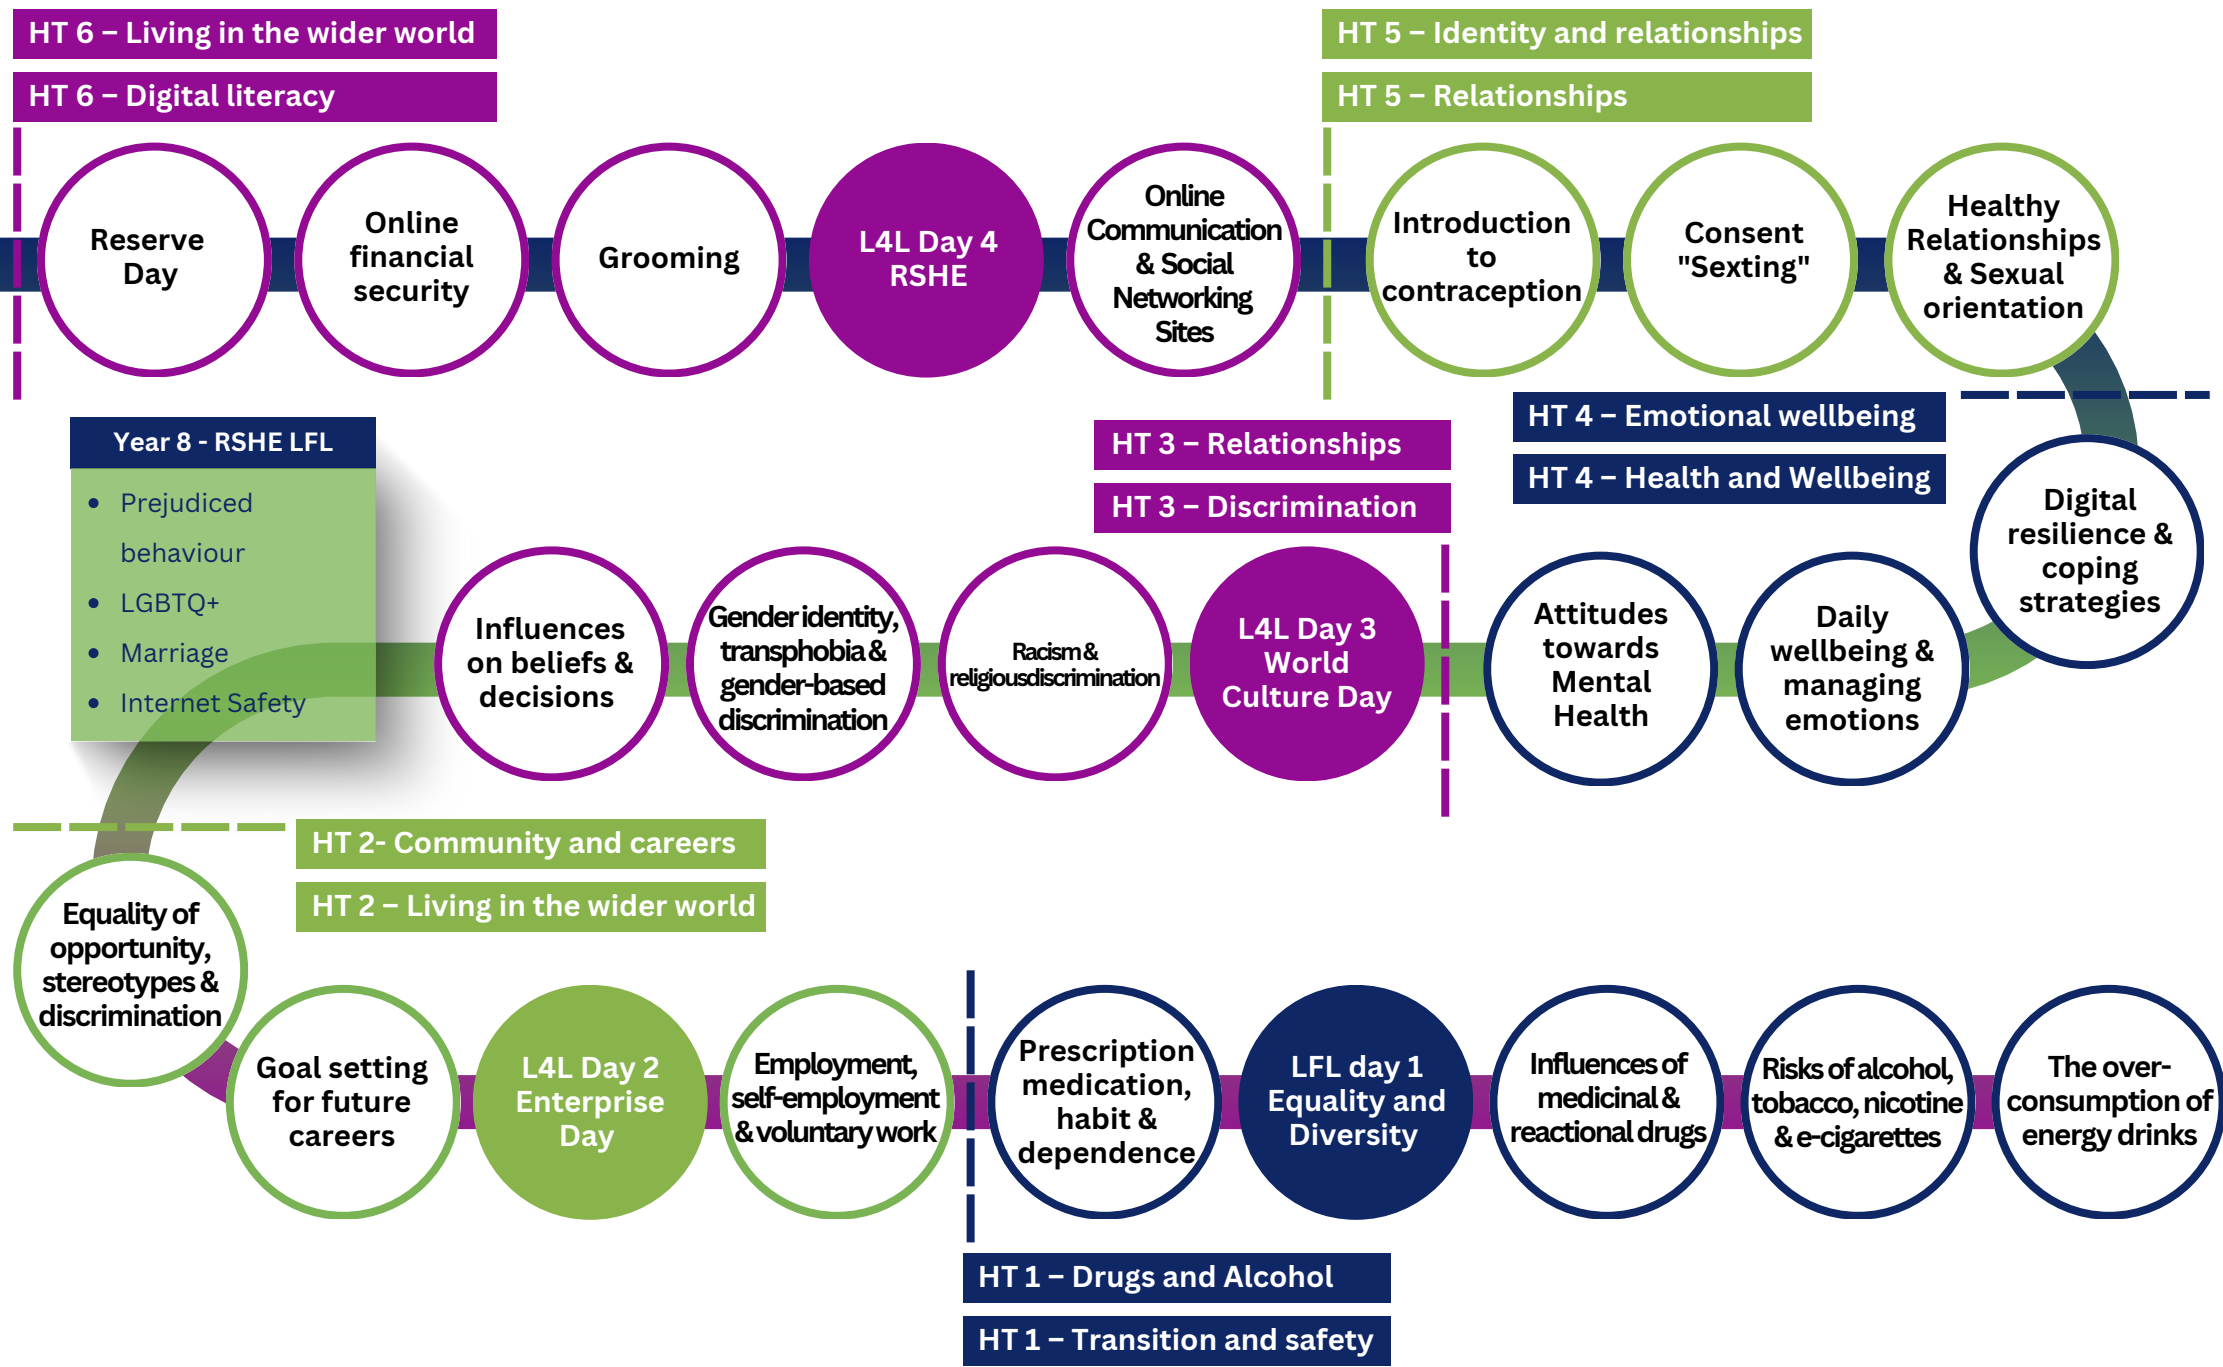 HT 6 – Living in the wider world
HT 6 – Digital literacy
HT 5 – Identity and relationships
HT 5 – Relationships
Reserve
Day
Online
financial
security
Grooming
L4L Day 4
RSHE
Online
Communication
& Social
Networking
Sites
Introduction
to
contraception
Consent
"Sexting"
Healthy
Relationships
& Sexual
orientation
Year 8 - RSHE LFL
• Prejudiced
behaviour
• LGBTQ+
• Marriage
• Internet Safety
HT 3 – Relationships
HT 3 – Discrimination
HT 4 – Emotional wellbeing
HT 4 – Health and Wellbeing
Influences
on beliefs &
decisions
Gender identity,
transphobia &
gender-based
discrimination
Racism &
religiousdiscrimination
L4L Day 3
World
Culture Day
Attitudes
towards
Mental
Health
Daily
wellbeing &
managing
emotions
Digital
resilience &
coping
strategies
HT 2- Community and careers
HT 2 – Living in the wider world
Equality of
opportunity,
stereotypes &
discrimination
Goal setting
for future
careers
L4L Day 2
Enterprise
Day
Employment,
self-employment
& voluntary work
Prescription
medication,
habit &
dependence
LFL day 1
Equality and
Diversity
Influences of
medicinal &
reactional drugs
Risks of alcohol,
tobacco, nicotine
& e-cigarettes
The over-
consumption of
energy drinks
HT 1 – Drugs and Alcohol
HT 1 – Transition and safety